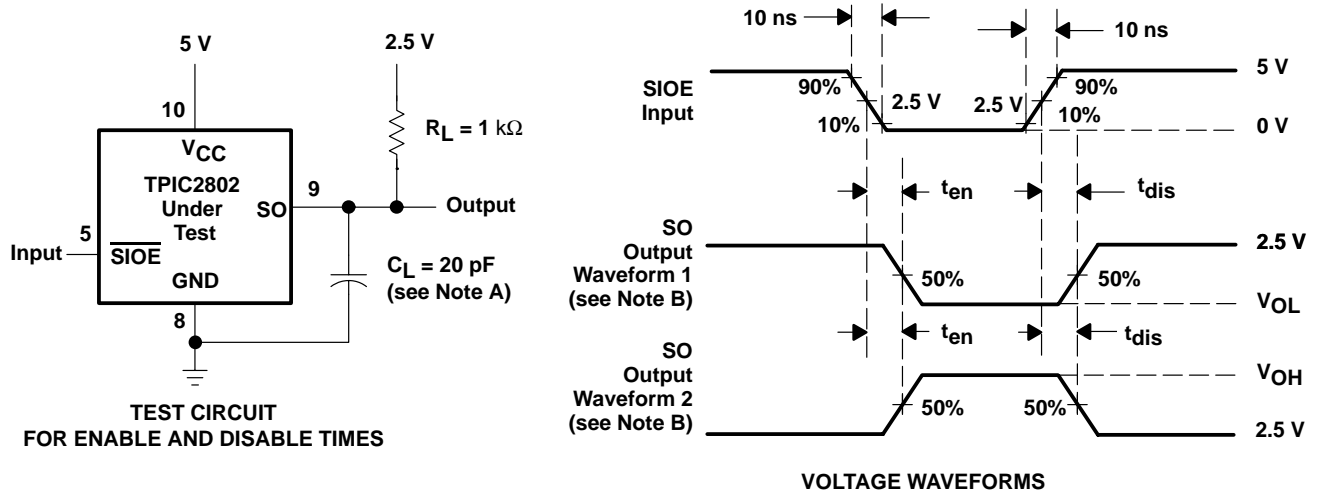 5 V
2.5 V
10
R_L = 1 kΩ
V_CC
TPIC2802
Under
Test
SO
9
Output
Input
5
SIOE
GND
8
C_L = 20 pF
(see Note A)
TEST CIRCUIT
FOR ENABLE AND DISABLE TIMES
10 ns
10 ns
SIOE
Input
90%
2.5 V
10%
2.5 V
90%
10%
5 V
0 V
t_en
t_dis
SO
Output
Waveform 1
(see Note B)
50%
50%
2.5 V
V_OL
t_en
t_dis
SO
Output
Waveform 2
(see Note B)
50%
50%
V_OH
2.5 V
VOLTAGE WAVEFORMS